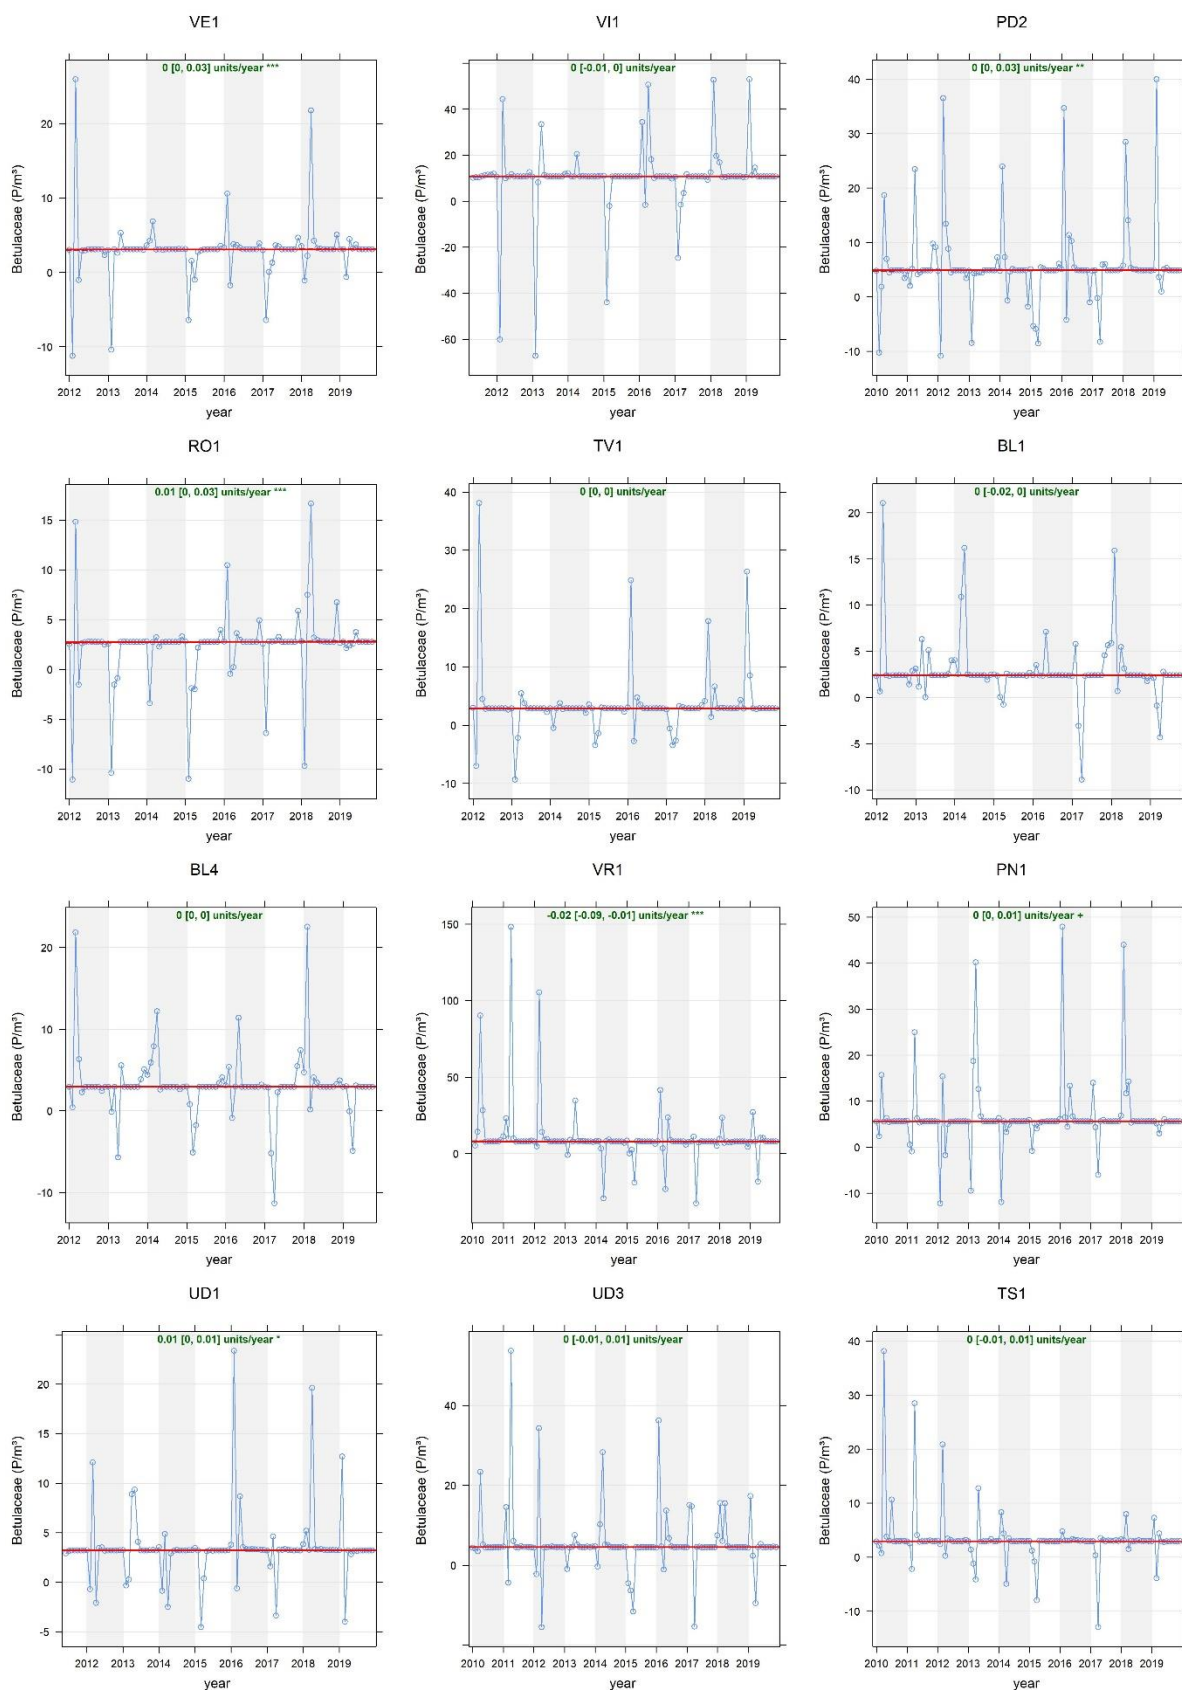 VE1
0 [0, 0.03] units/year ***
Betulaceae (P/m³)
20
10
0
-10
2012 2013 2014 2015 2016 2017 2018 2019
year
VI1
0 [-0.01, 0] units/year
Betulaceae (P/m³)
40
20
0
-20
-40
-60
2012 2013 2014 2015 2016 2017 2018 2019
year
PD2
0 [0, 0.03] units/year **
Betulaceae (P/m³)
40
30
20
10
0
-10
2010 2011 2012 2013 2014 2015 2016 2017 2018 2019
year
RO1
0.01 [0, 0.03] units/year ***
Betulaceae (P/m³)
15
10
5
0
-5
-10
2012 2013 2014 2015 2016 2017 2018 2019
year
TV1
0 [0, 0] units/year
Betulaceae (P/m³)
40
30
20
10
0
-10
2012 2013 2014 2015 2016 2017 2018 2019
year
BL1
0 [-0.02, 0] units/year
Betulaceae (P/m³)
20
15
10
5
0
-5
-10
2012 2013 2014 2015 2016 2017 2018 2019
year
BL4
0 [0, 0] units/year
Betulaceae (P/m³)
20
10
0
-10
2012 2013 2014 2015 2016 2017 2018 2019
year
VR1
-0.02 [-0.09, -0.01] units/year ***
Betulaceae (P/m³)
150
100
50
0
2010 2011 2012 2013 2014 2015 2016 2017 2018 2019
year
PN1
0 [0, 0.01] units/year +
Betulaceae (P/m³)
50
40
30
20
10
0
-10
2010 2011 2012 2013 2014 2015 2016 2017 2018 2019
year
UD1
0.01 [0, 0.01] units/year *
Betulaceae (P/m³)
20
15
10
5
0
-5
2012 2013 2014 2015 2016 2017 2018 2019
year
UD3
0 [-0.01, 0.01] units/year
Betulaceae (P/m³)
40
20
0
2010 2011 2012 2013 2014 2015 2016 2017 2018 2019
year
TS1
0 [-0.01, 0.01] units/year
Betulaceae (P/m³)
40
30
20
10
0
-10
2010 2011 2012 2013 2014 2015 2016 2017 2018 2019
year